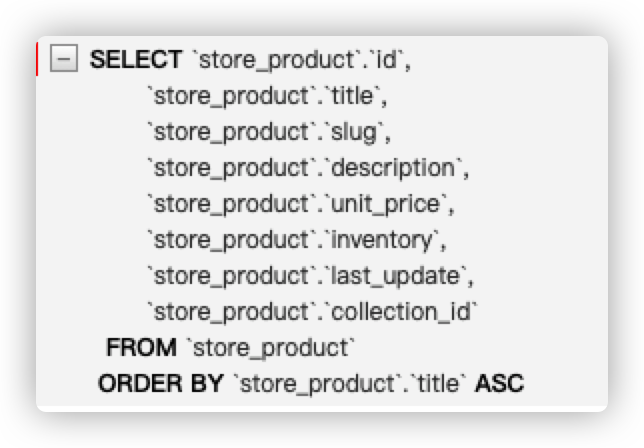 SELECT `store_product`.`id`,
`store_product`.`title`,
`store_product`.`slug`,
`store_product`.`description`,
`store_product`.`unit_price`,
`store_product`.`inventory`,
`store_product`.`last_update`,
`store_product`.`collection_id`
FROM `store_product`
ORDER BY `store_product`.`title` ASC